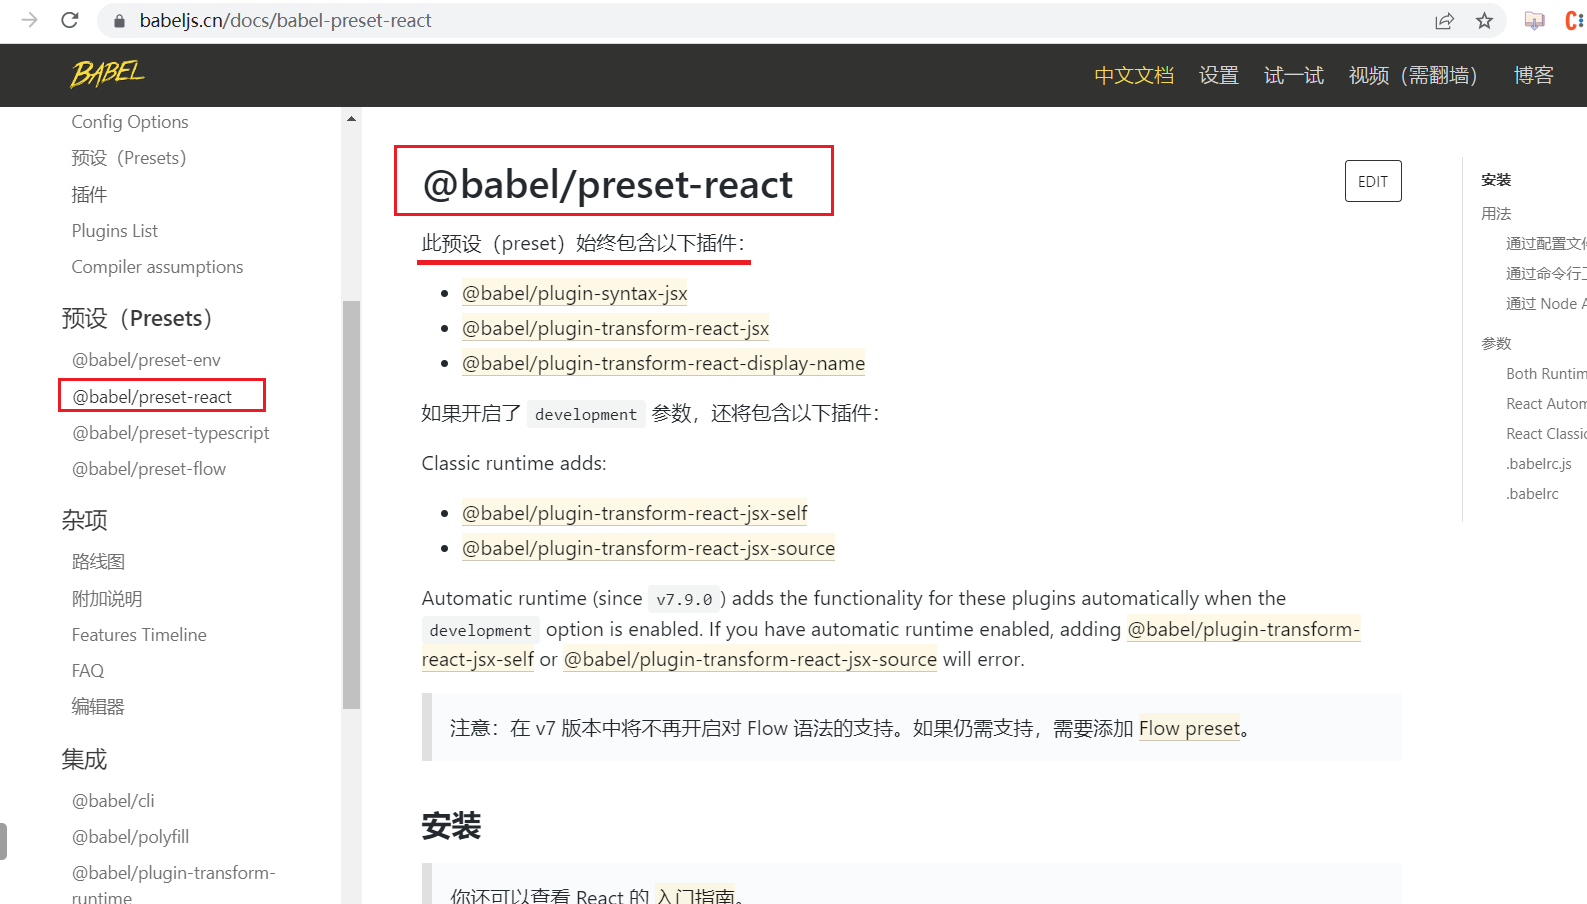 babeljs.cn/docs/babel-preset-react
BABEL
中文文档 设置 试一试 视频（需翻墙） 博客
Config Options
预设（Presets）
插件
Plugins List
Compiler assumptions
预设（Presets）
@babel/preset-env
@babel/preset-react
@babel/preset-typescript
@babel/preset-flow
杂项
路线图
附加说明
Features Timeline
FAQ
编辑器
集成
@babel/cli
@babel/polyfill
@babel/plugin-transform-
runtime
@babel/preset-react
EDIT
此预设（preset）始终包含以下插件：
@babel/plugin-syntax-jsx
@babel/plugin-transform-react-jsx
@babel/plugin-transform-react-display-name
如果开启了 development 参数，还将包含以下插件：
Classic runtime adds:
@babel/plugin-transform-react-jsx-self
@babel/plugin-transform-react-jsx-source
Automatic runtime (since v7.9.0) adds the functionality for these plugins automatically when the
development option is enabled. If you have automatic runtime enabled, adding @babel/plugin-transform-
react-jsx-self or @babel/plugin-transform-react-jsx-source will error.
注意：在 v7 版本中将不再开启对 Flow 语法的支持。如果仍需支持，需要添加 Flow preset。
安装
你还可以查看 React 的 入门指南。
安装
用法
通过配置文件
通过命令行工
通过 Node A
参数
Both Runtim
React Autom
React Classic
.babelrc.js
.babelrc